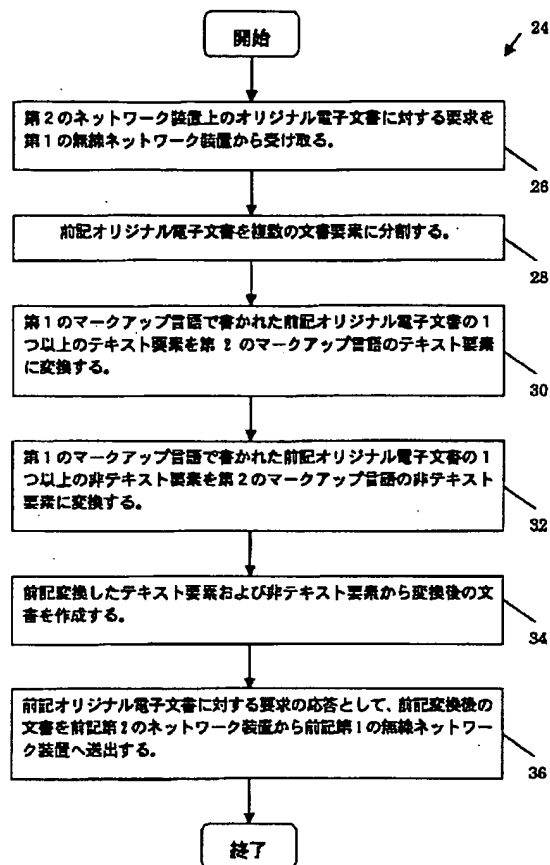 開始
24
第2のネットワーク装置上のオリジナル電子文書に対する要求を
第1の無線ネットワーク装置から受け取る。
26
前記オリジナル電子文書を複数の文書要素に分割する。
28
第1のマークアップ言語で書かれた前記オリジナル電子文書の1
つ以上のテキスト要素を第2のマークアップ言語のテキスト要素
に変換する。
30
第1のマークアップ言語で書かれた前記オリジナル電子文書の1
つ以上の非テキスト要素を第2のマークアップ言語の非テキスト
要素に変換する。
32
前記変換したテキスト要素および非テキスト要素から変換後の文
書を作成する。
34
前記オリジナル電子文書に対する要求の応答として、前記変換後の
文書を前記第2のネットワーク装置から前記第1の無線ネットワー
ク装置へ送出する。
36
終了